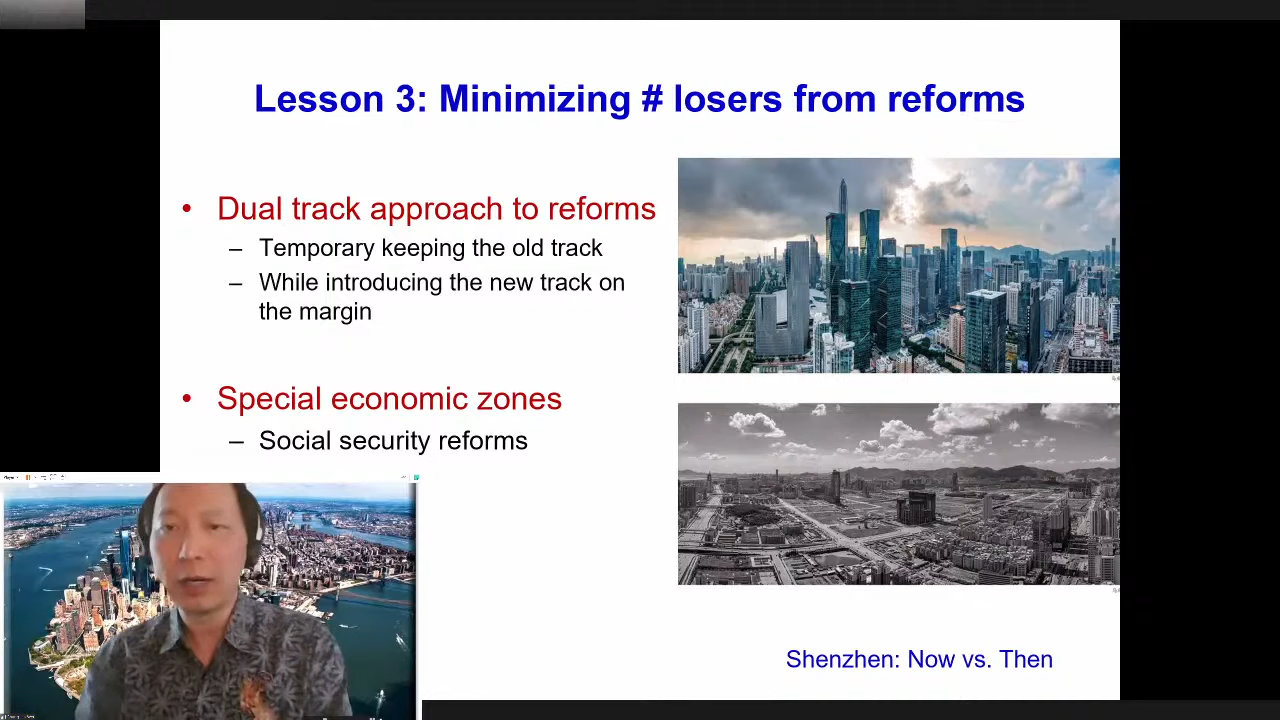 Lesson 3: Minimizing # losers from reforms
• Dual track approach to reforms
– Temporary keeping the old track
– While introducing the new track on
the margin
• Special economic zones
– Social security reforms
Shenzhen: Now vs. Then